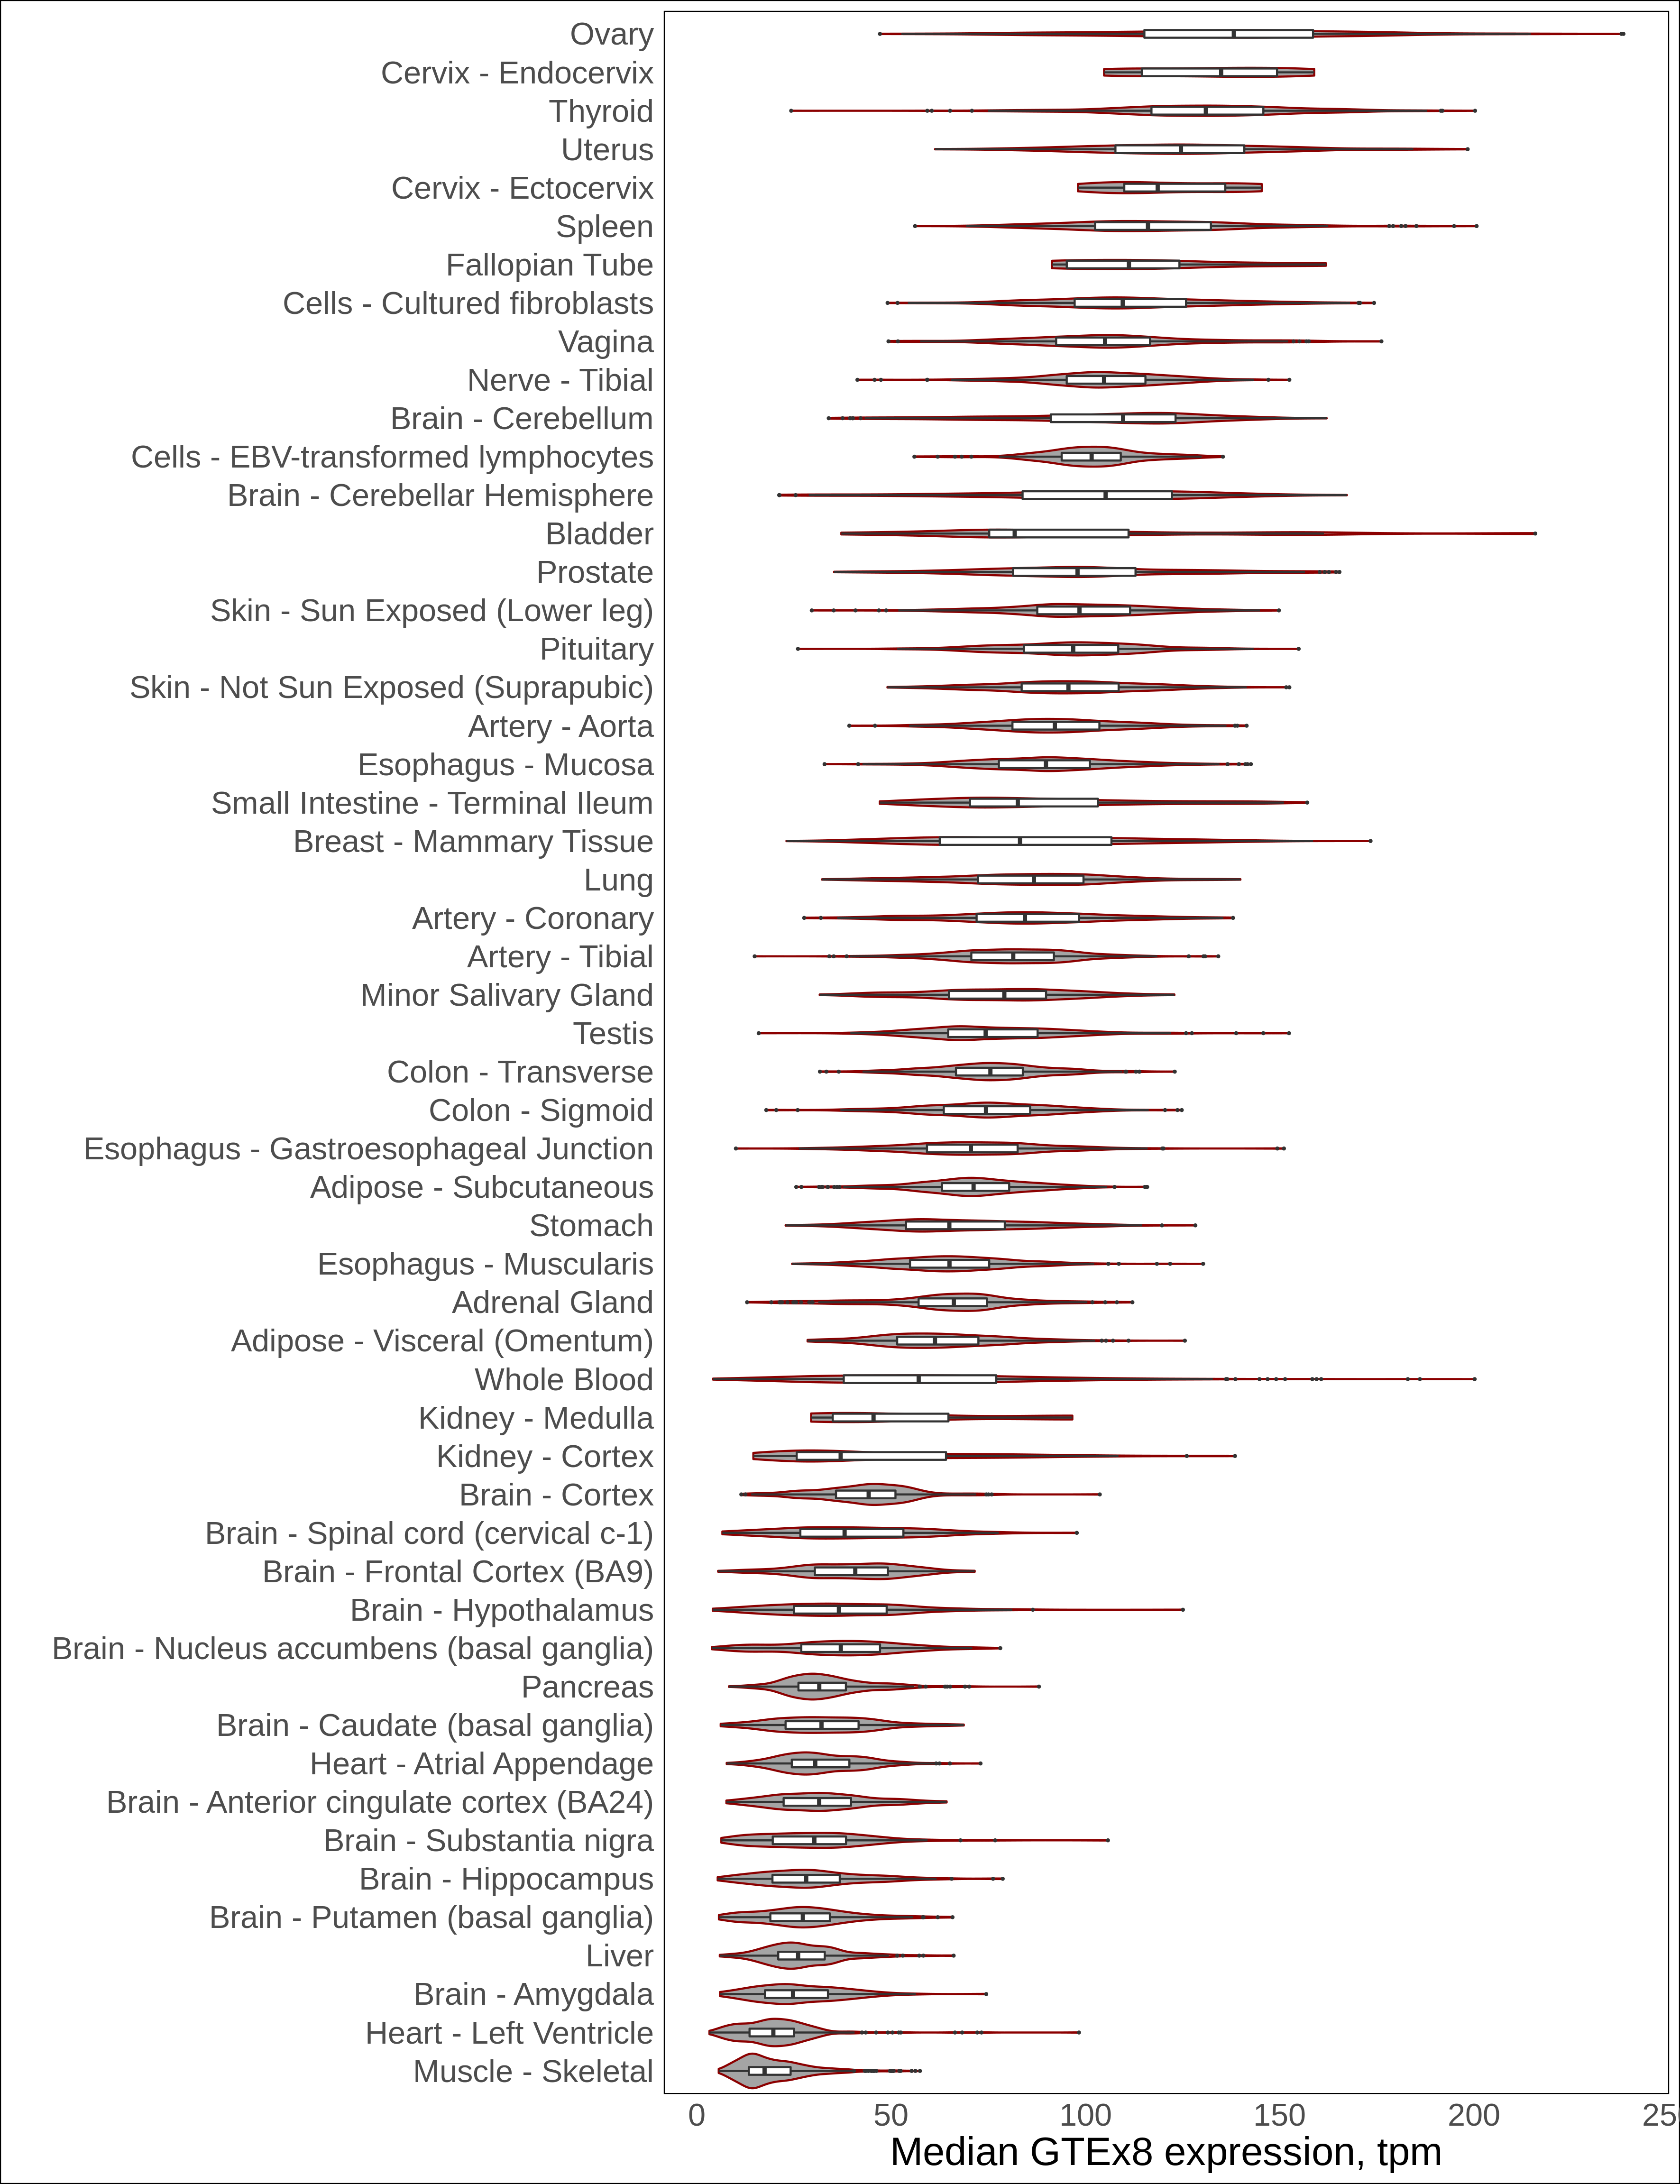 Ovary
Cervix - Endocervix
Thyroid
Uterus
Cervix - Ectocervix
Spleen
Fallopian Tube
Cells - Cultured fibroblasts
Vagina
Nerve - Tibial
Brain - Cerebellum
Cells - EBV-transformed lymphocytes
Brain - Cerebellar Hemisphere
Bladder
Prostate
Skin - Sun Exposed (Lower leg)
Pituitary
Skin - Not Sun Exposed (Suprapubic)
Artery - Aorta
Esophagus - Mucosa
Small Intestine - Terminal Ileum
Breast - Mammary Tissue
Lung
Artery - Coronary
Artery - Tibial
Minor Salivary Gland
Testis
Colon - Transverse
Colon - Sigmoid
Esophagus - Gastroesophageal Junction
Adipose - Subcutaneous
Stomach
Esophagus - Muscularis
Adrenal Gland
Adipose - Visceral (Omentum)
Whole Blood
Kidney - Medulla
Kidney - Cortex
Brain - Cortex
Brain - Spinal cord (cervical c-1)
Brain - Frontal Cortex (BA9)
Brain - Hypothalamus
Brain - Nucleus accumbens (basal ganglia)
Pancreas
Brain - Caudate (basal ganglia)
Heart - Atrial Appendage
Brain - Anterior cingulate cortex (BA24)
Brain - Substantia nigra
Brain - Hippocampus
Brain - Putamen (basal ganglia)
Liver
Brain - Amygdala
Heart - Left Ventricle
Muscle - Skeletal
0 50 100 150 200 25
Median GTEx8 expression, tpm